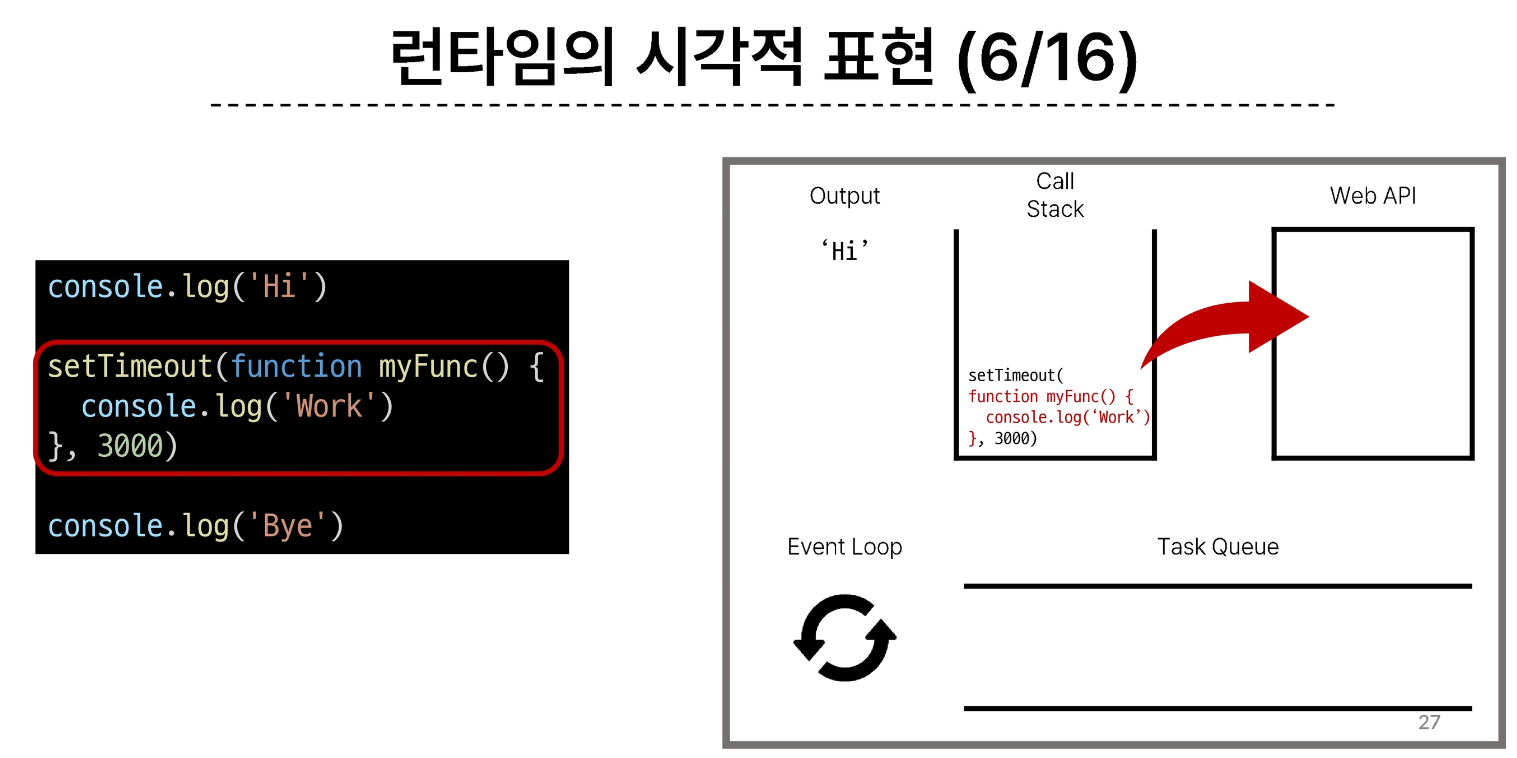 런타임의 시각적 표현 (6/16)
console.log('Hi')
setTimeout(function myFunc() {
  console.log('Work')
}, 3000)
console.log('Bye')
Output
‘Hi’
Call
Stack
setTimeout(
function myFunc() {
  console.log(‘Work’)
}, 3000)
Web API
Event Loop
Task Queue
27